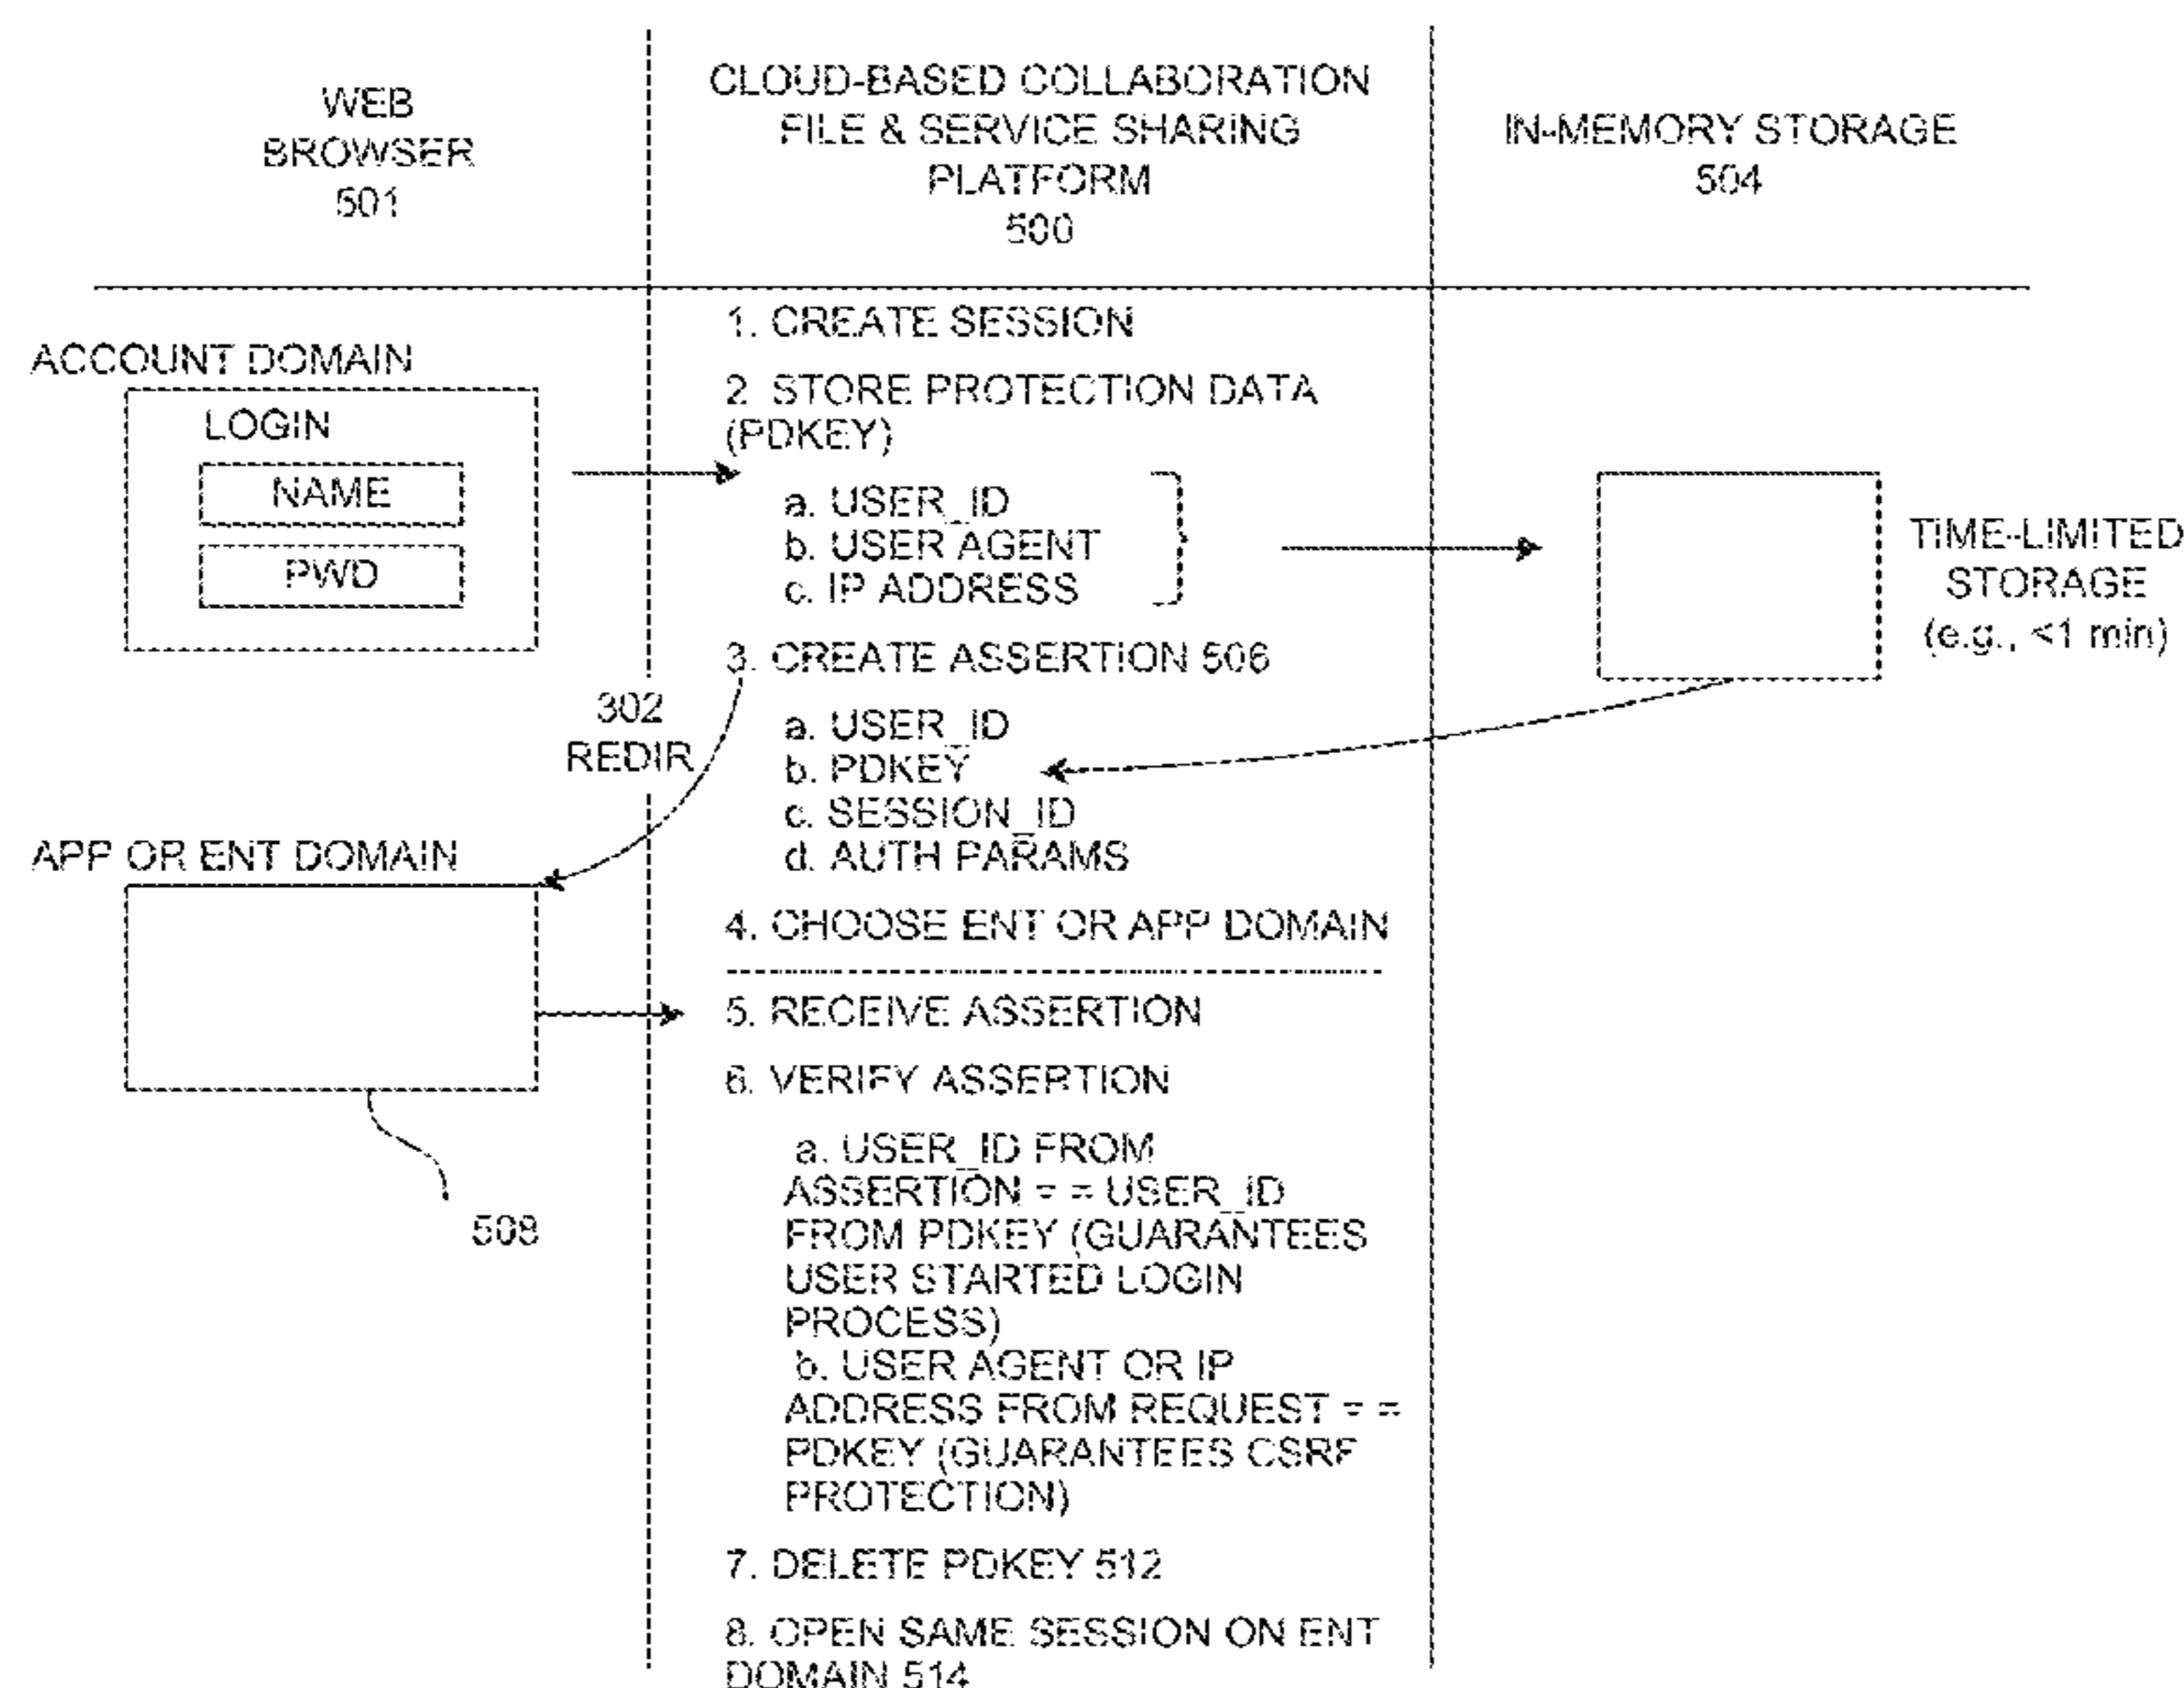 WEB
BROWSER
501
CLOUD-BASED COLLABORATION
FILE & SERVICE SHARING
PLATFORM
500
IN-MEMORY STORAGE
504
ACCOUNT DOMAIN
LOGIN
NAME
PWD
302
REDIR
APP OR ENT DOMAIN
508
1. CREATE SESSION
2. STORE PROTECTION DATA
(PDKEY)
a. USER_ID
b. USER AGENT
c. IP ADDRESS
3. CREATE ASSERTION 506
a. USER_ID
b. PDKEY
c. SESSION_ID
d. AUTH PARAMS
4. CHOOSE ENT OR APP DOMAIN
5. RECEIVE ASSERTION
6. VERIFY ASSERTION
a. USER_ID FROM
ASSERTION = = USER_ID
FROM PDKEY (GUARANTEES
USER STARTED LOGIN
PROCESS)
b. USER AGENT OR IP
ADDRESS FROM REQUEST = =
PDKEY (GUARANTEES CSRF
PROTECTION)
7. DELETE PDKEY 512
8. OPEN SAME SESSION ON ENT
DOMAIN 514
TIME-LIMITED
STORAGE
(e.g., <1 min)